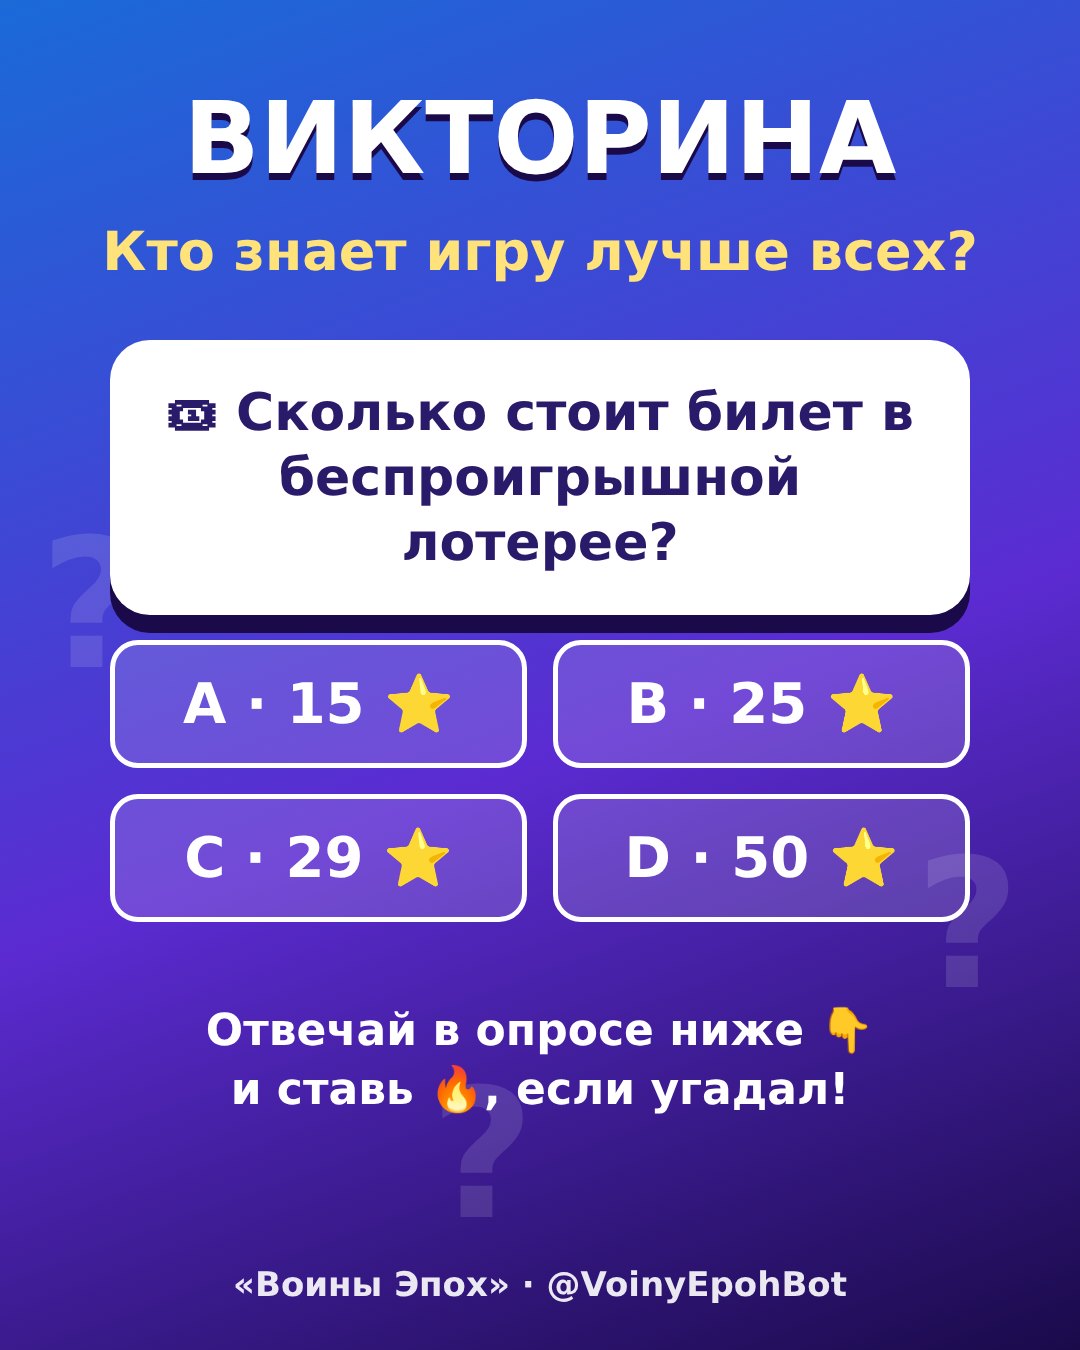 ВИКТОРИНА
Кто знает игру лучше всех?
🎟 Сколько стоит билет в
беспроигрышной
лотерее?
A · 15 ⭐
B · 25 ⭐
C · 29 ⭐
D · 50 ⭐
Отвечай в опросе ниже 👇
и ставь 🔥, если угадал!
«Воины Эпох» · @VoinyEpohBot